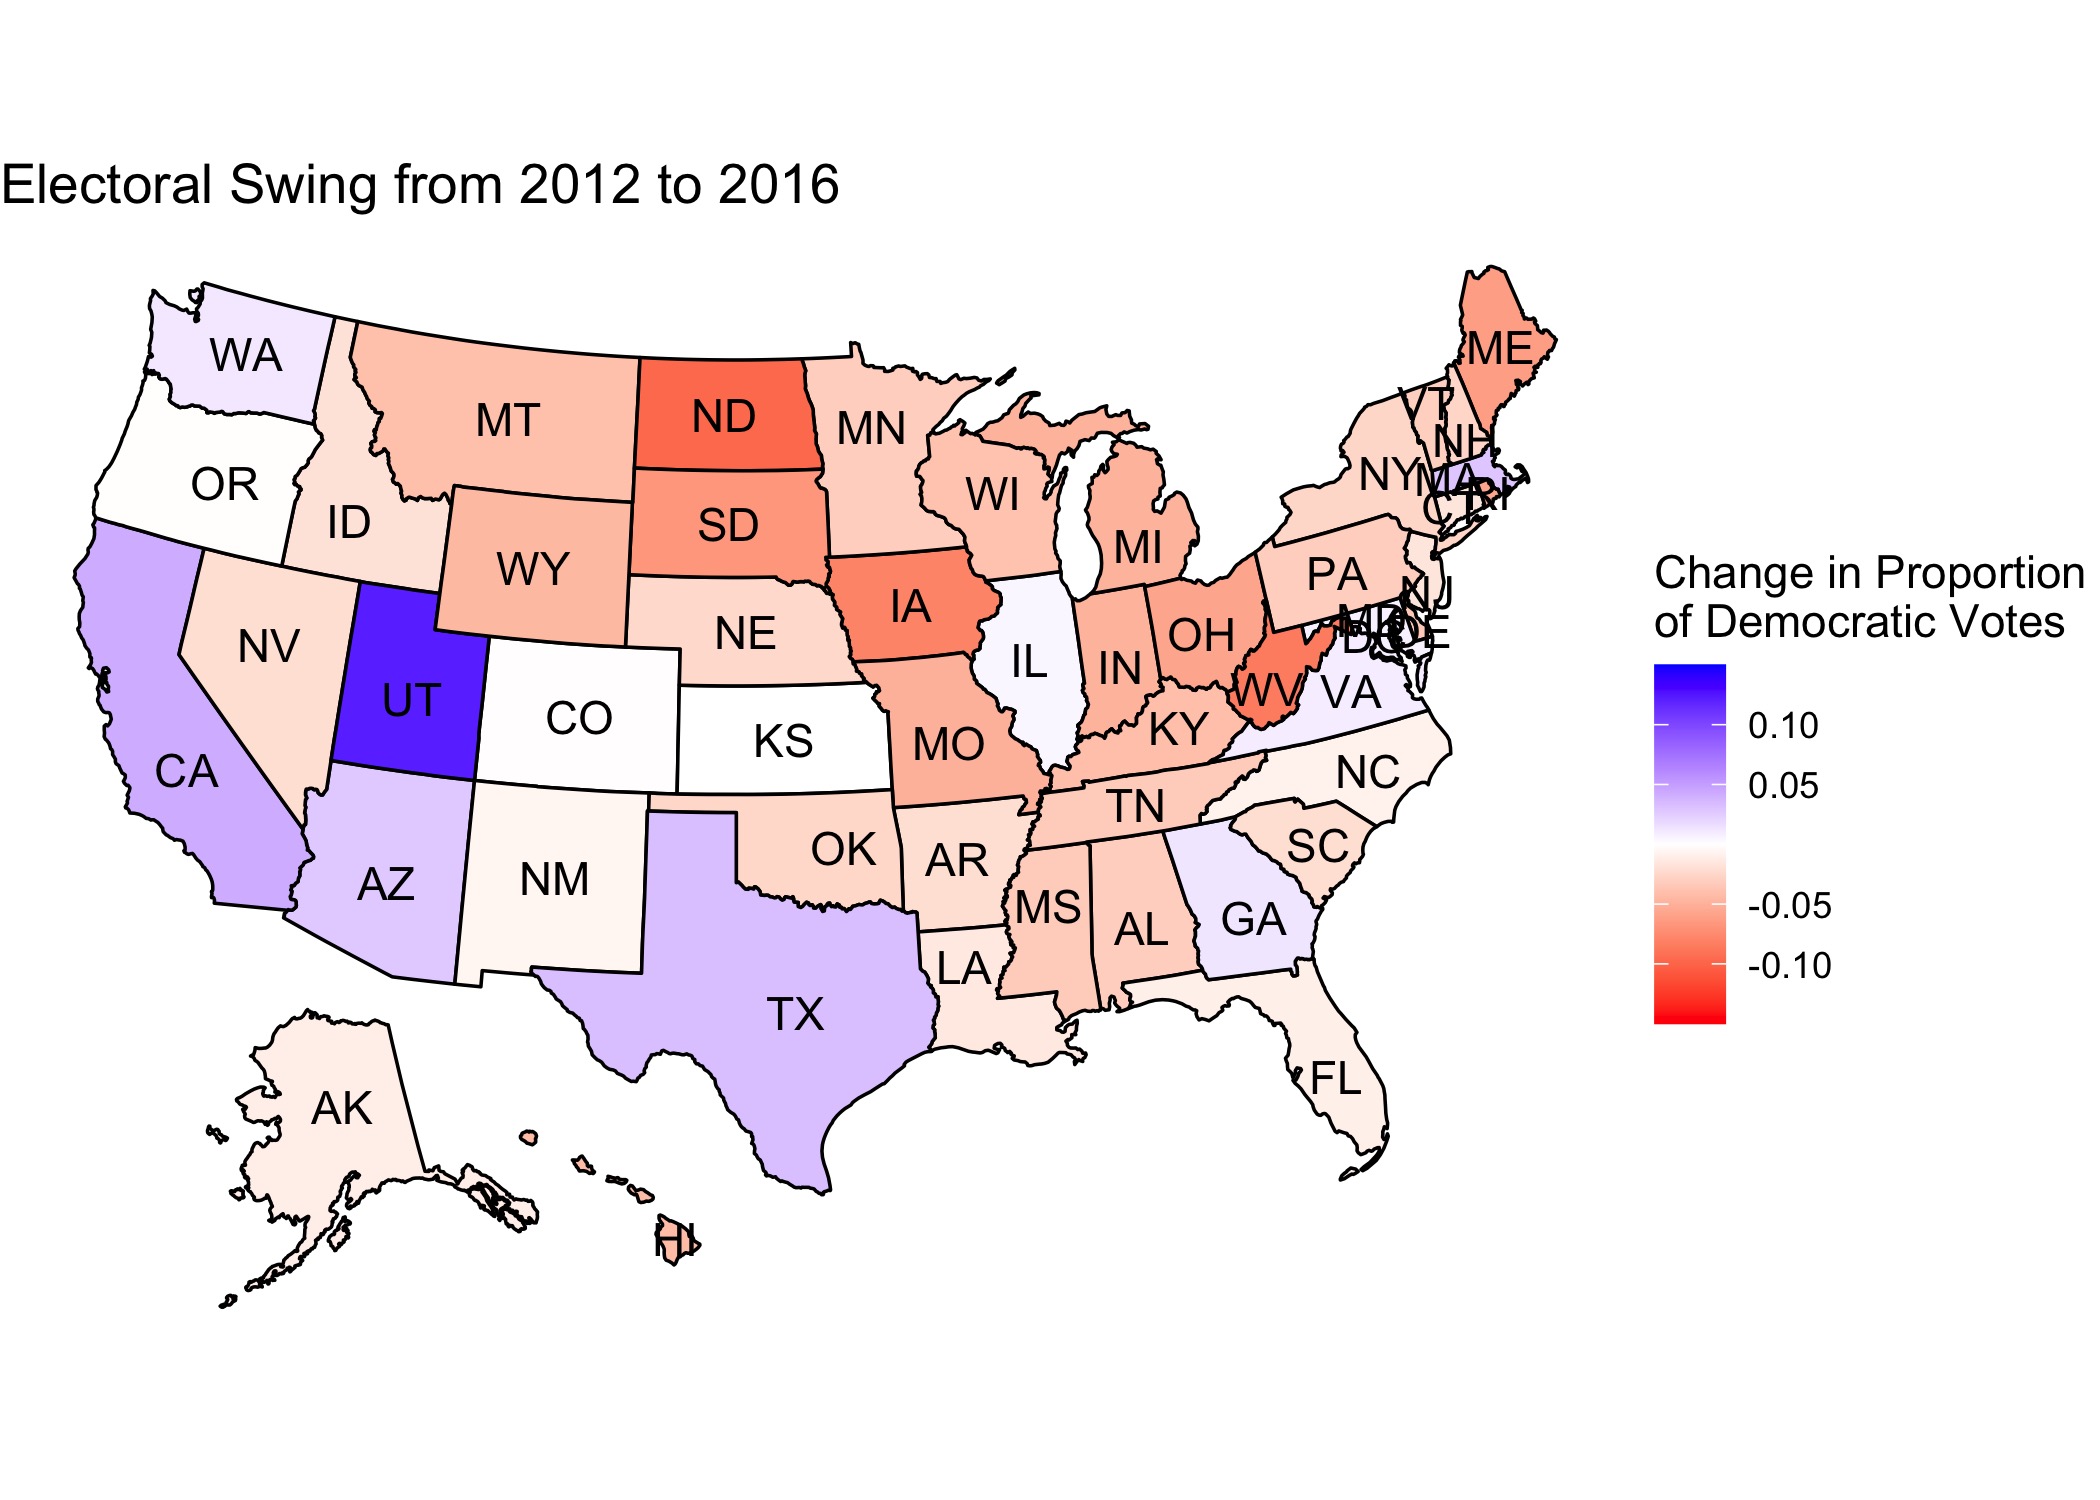 Electoral Swing from 2012 to 2016
WA
OR
CA
NV
ID
MT
WY
UT
AZ
CO
NM
ND
SD
NE
KS
OK
TX
MN
IA
MO
AR
LA
WI
IL
MI
IN
OH
KY
TN
MS
AL
GA
FL
SC
NC
VA
WV
PA
NY
VT
NH
ME
MA
RI
CT
NJ
MD
DE
DC
AK
HI
Change in Proportion
of Democratic Votes
0.10
0.05
-0.05
-0.10